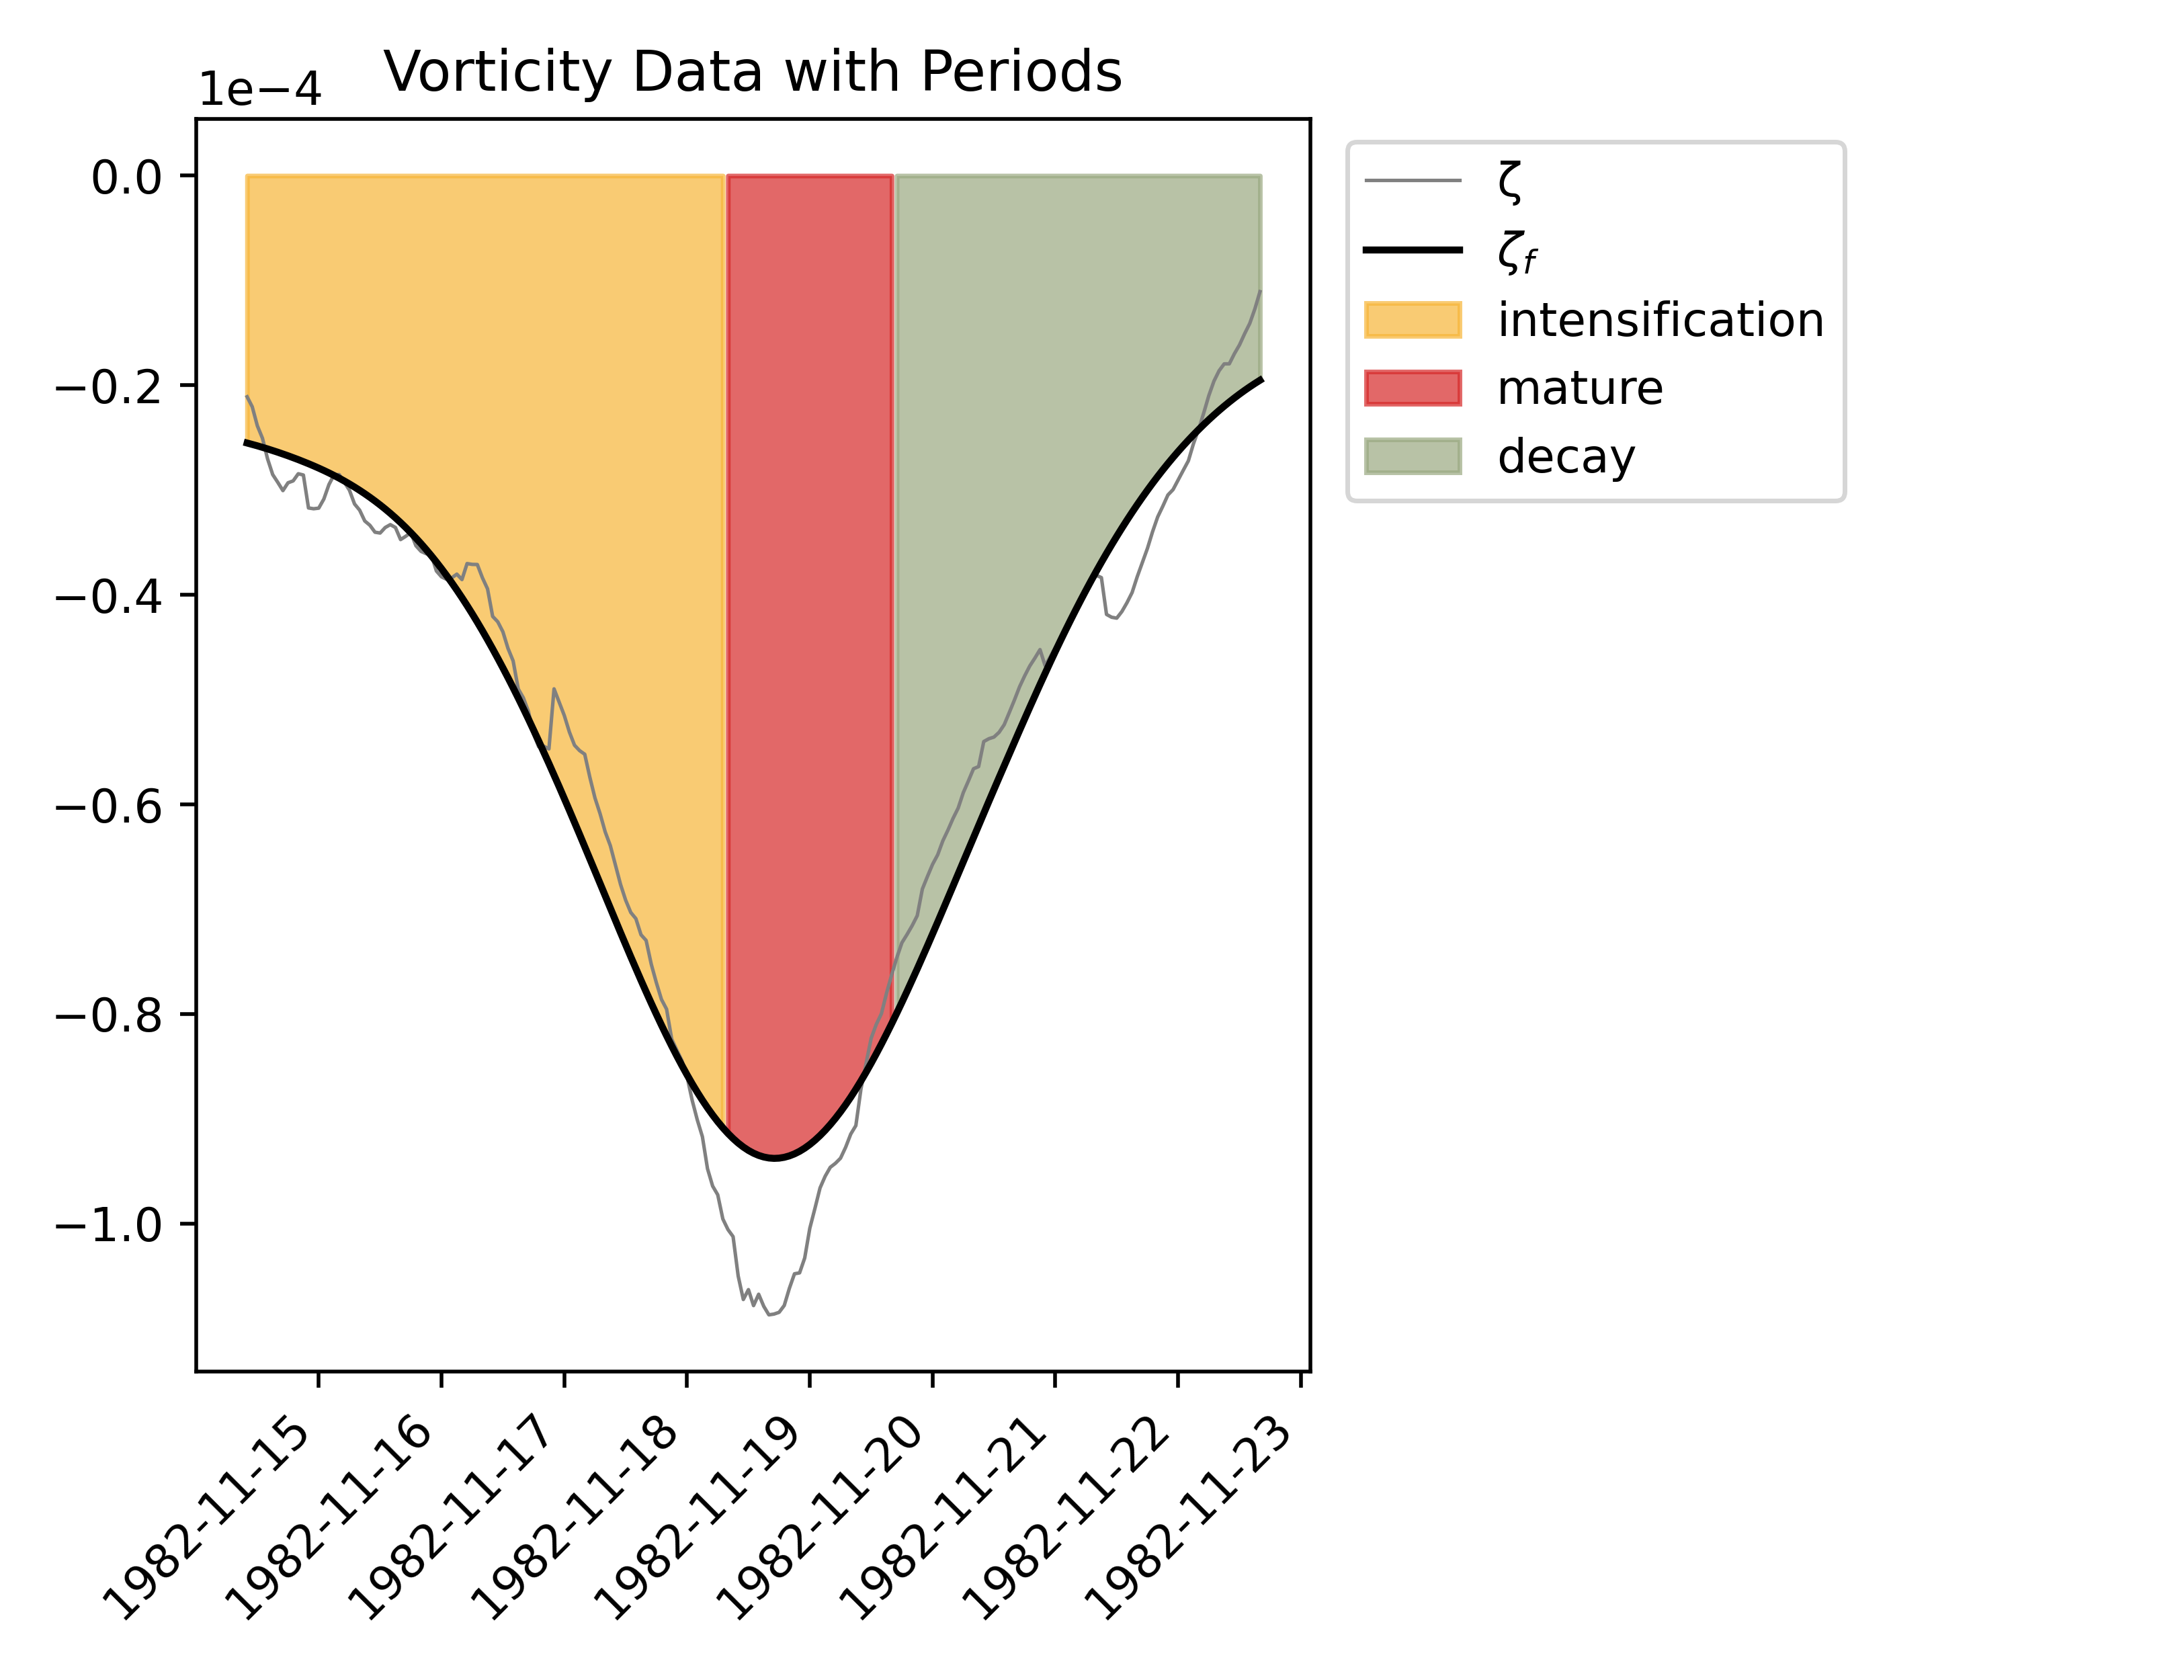 Vorticity Data with Periods
1e−4
0.0
−0.2
−0.4
−0.6
−0.8
−1.0
1982-11-15
1982-11-16
1982-11-17
1982-11-18
1982-11-19
1982-11-20
1982-11-21
1982-11-22
1982-11-23
ζ
ζf
intensification
mature
decay